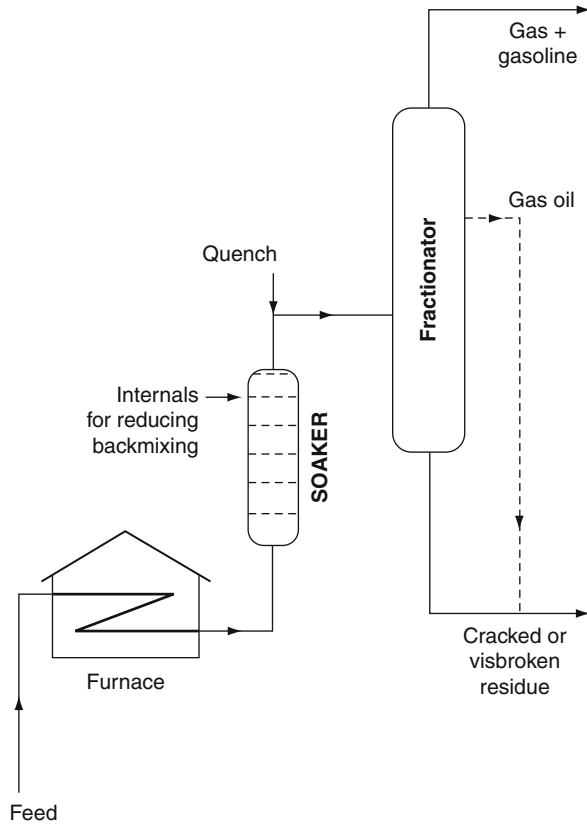 Gas +
gasoline
Gas oil
Fractionator
Quench
Internals
for reducing
backmixing
SOAKER
Furnace
Cracked or
visbroken
residue
Feed